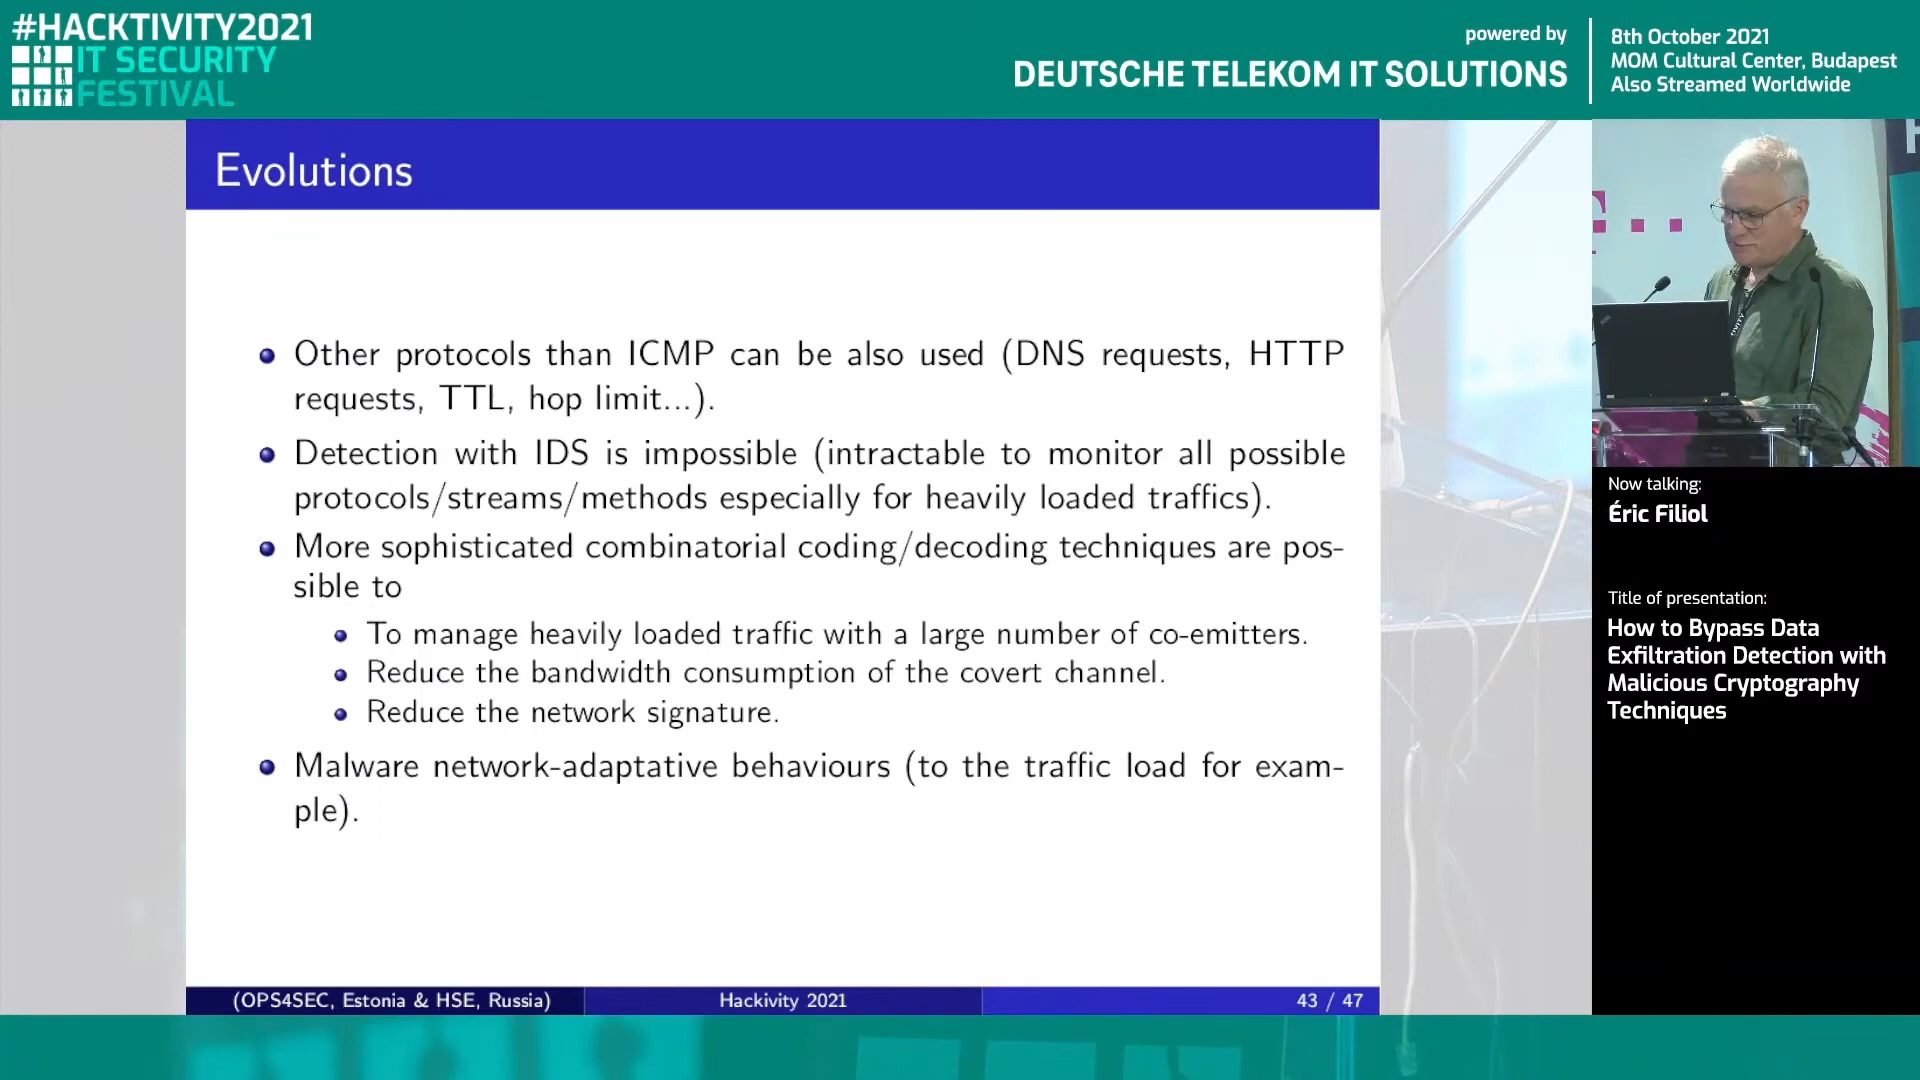 #HACKTIVITY2021
IT SECURITY
FESTIVAL
powered by
DEUTSCHE TELEKOM IT SOLUTIONS
8th October 2021
MOM Cultural Center, Budapest
Also Streamed Worldwide
Evolutions
Other protocols than ICMP can be also used (DNS requests, HTTP
requests, TTL, hop limit...).
Detection with IDS is impossible (intractable to monitor all possible
protocols/streams/methods especially for heavily loaded traffics).
More sophisticated combinatorial coding/decoding techniques are pos-
sible to
To manage heavily loaded traffic with a large number of co-emitters.
Reduce the bandwidth consumption of the covert channel.
Reduce the network signature.
Malware network-adaptative behaviours (to the traffic load for exam-
ple).
(OPS4SEC, Estonia & HSE, Russia)
Hackivity 2021
43 / 47
Now talking:
Éric Filiol
Title of presentation:
How to Bypass Data
Exfiltration Detection with
Malicious Cryptography
Techniques